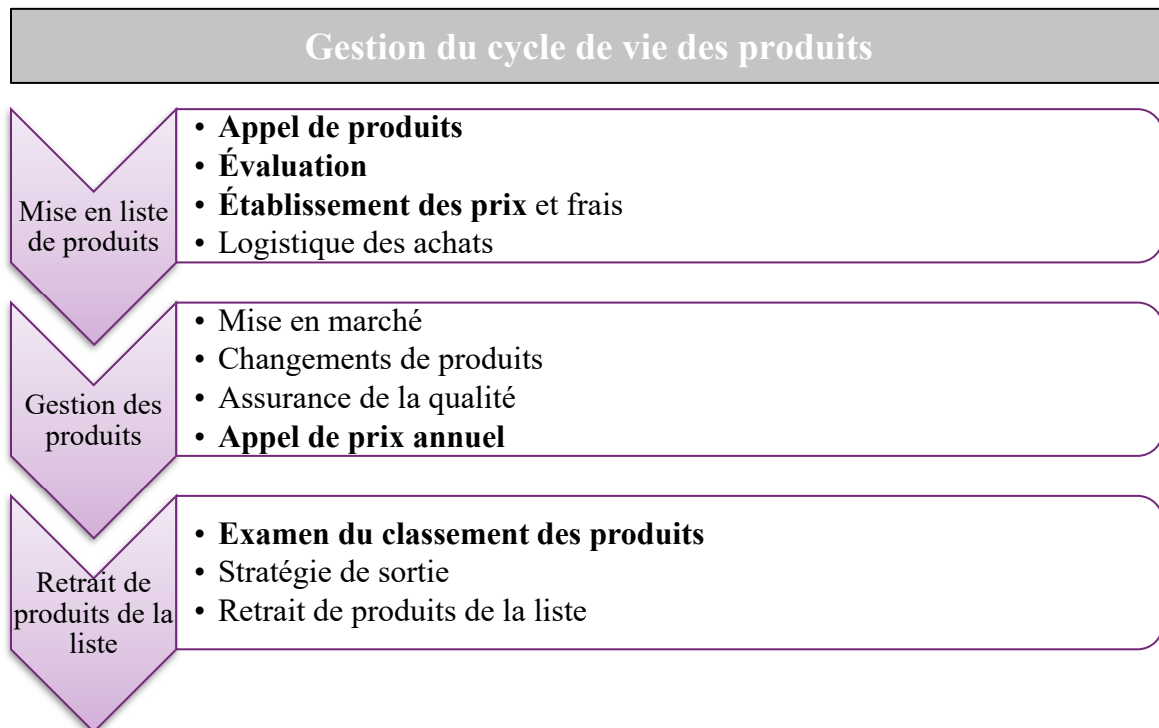 Gestion du cycle de vie des produits
Mise en liste
de produits
• Appel de produits
• Évaluation
• Établissement des prix et frais
• Logistique des achats
Gestion des
produits
• Mise en marché
• Changements de produits
• Assurance de la qualité
• Appel de prix annuel
Retrait de
produits de la
liste
• Examen du classement des produits
• Stratégie de sortie
• Retrait de produits de la liste